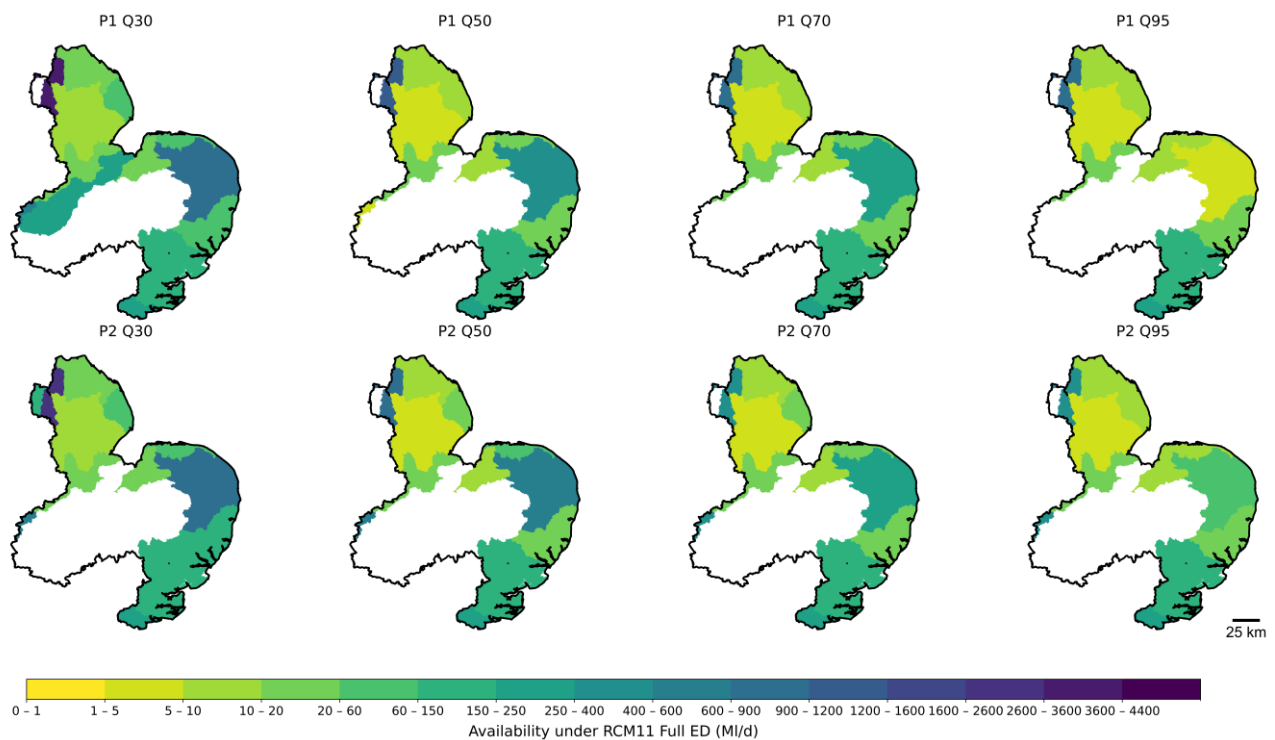 P1 Q30 P1 Q50 P1 Q70 P1 Q95
P2 Q30 P2 Q50 P2 Q70 P2 Q95
25 km
0 – 1 1 – 5 5 – 10 10 – 20 20 – 60 60 – 150 150 – 250 250 – 400 400 – 600 600 – 900 900 – 1200 1200 – 1600 1600 – 2600 2600 – 3600 3600 – 4400
Availability under RCM11 Full ED (Ml/d)